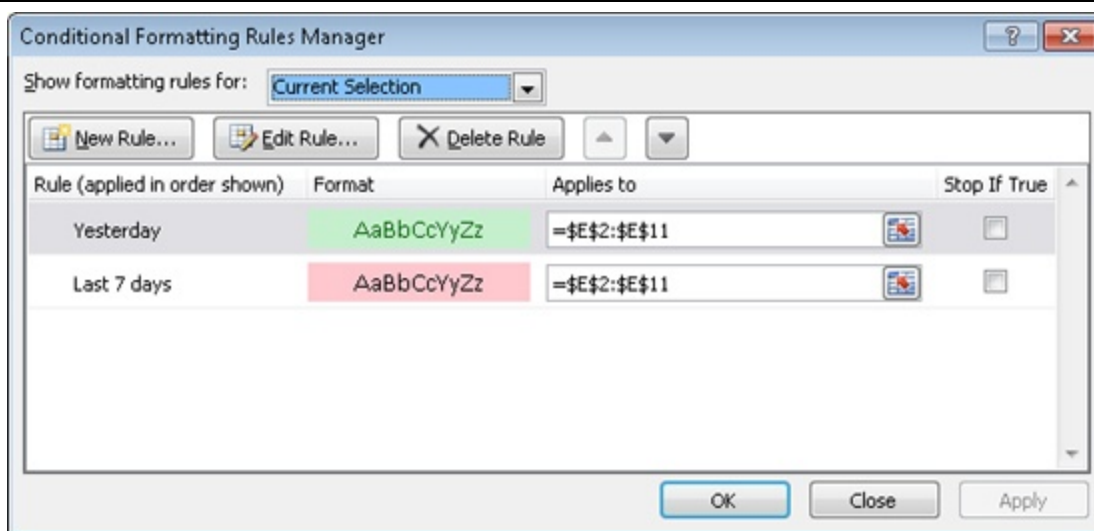 Conditional Formatting Rules Manager
Show formatting rules for: Current Selection
New Rule... Edit Rule... Delete Rule
Rule (applied in order shown) Format Applies to Stop If True
Yesterday AaBbCcYyZz =$E$2:$E$11
Last 7 days AaBbCcYyZz =$E$2:$E$11
OK Close Apply